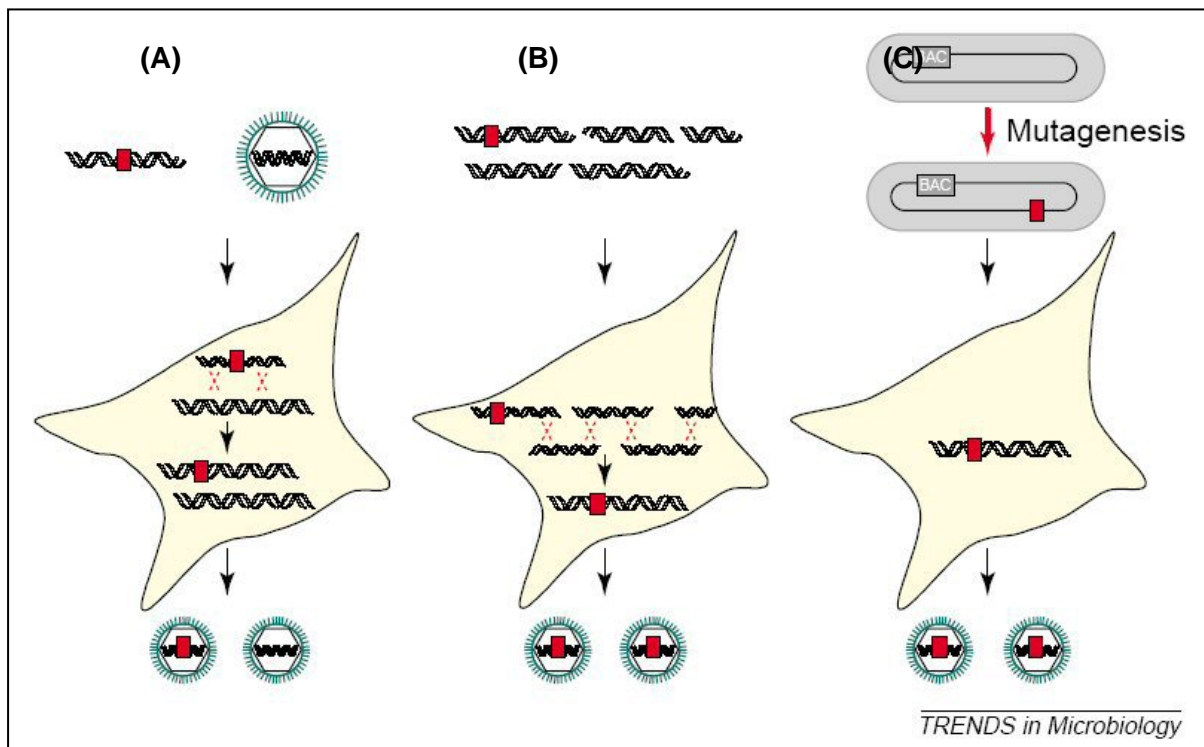 (A)
(B)
(C)
BAC
Mutagenesis
BAC
TRENDS in Microbiology